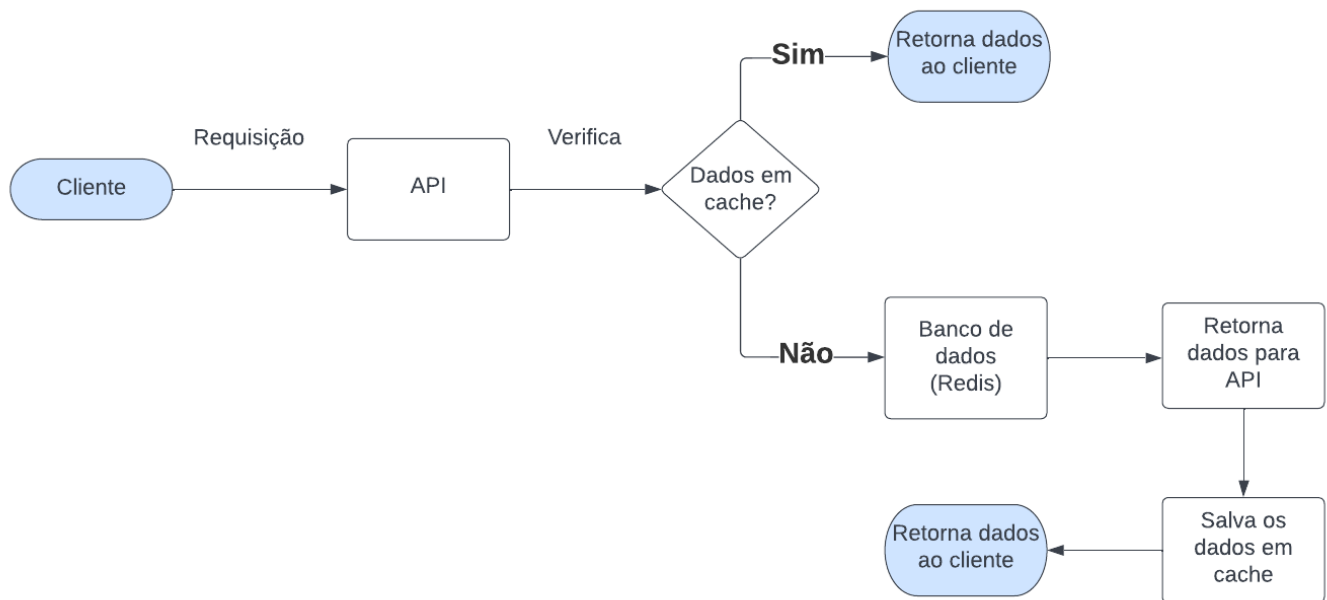 Sim
Retorna dados
ao cliente
Requisição
Verifica
Cliente
API
Dados em
cache?
Não
Banco de
dados
(Redis)
Retorna
dados para
API
Retorna dados
ao cliente
Salva os
dados em
cache